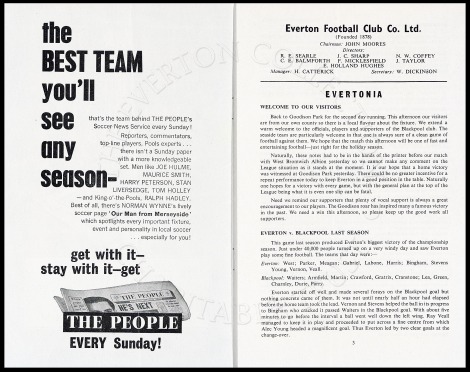 the
BEST TEAM
you'll
see
any
season—
that's the team behind THE PEOPLE's
Soccer News Service every Sunday!
Reporters, commentators,
top-line players, Pools experts . . .
there isn't a Sunday paper
with a more knowledgeable
set. Men like JOE HULME,
MAURICE SMITH,
HARRY PETERSON, STAN
LIVERSEDGE, TOM HOLLEY
—and King o' the Pools, RALPH HADLEY.
Best of all, there's NORMAN WYNNE's lively
soccer page 'Our Man from Merseyside'
which spotlights every important fixture,
event and personality in local soccer
. . . especially for you!
get with it—
stay with it—get
THE PEOPLE
HE'S NEXT
THE PEOPLE
EVERY Sunday!
Everton Football Club Co. Ltd.
(Founded 1878)
Chairman: JOHN MOORES
Directors:
R. E. SEARLE J. C. SHARP N. W. COFFEY
C. E. BALMFORTH F. MICKLESFIELD J. TAYLOR
E. HOLLAND HUGHES
Manager: H. CATTERICK Secretary: W. DICKINSON
EVERTONIA
WELCOME TO OUR VISITORS
Back to Goodison Park for the second day running. This afternoon our visitors
are from our own county so there is a local flavour about the fixture. We extend a
warm welcome to the officials, players and supporters of the Blackpool club. The
seaside team are particularly welcome in that one is always sure of a clean game of
football against them. We hope that the match this afternoon will be one of fast and
entertaining football—just right for the holiday season.
Naturally, these notes had to be in the hands of the printer before our match
with West Bromwich Albion yesterday so we cannot make any comment on the
League situation as it stands at the moment. It is our hope that an Everton victory
was witnessed at Goodison Park yesterday. There could be no greater incentive for a
repeat performance today to keep Everton in a good position in the table. Naturally
one hopes for a victory with every game, but with the general plan at the top of the
League being what it is even one slip can be fatal.
Need we remind our supporters that plenty of vocal support is always a great
encouragement to our players. The Goodison roar has inspired many a famous victory
in the past. We need a win this afternoon, so please keep up the good work all
supporters.
EVERTON v. BLACKPOOL LAST SEASON
This game last season produced Everton's biggest victory of the championship
season. Just under 40,000 people turned up on a very windy day and saw Everton
play some fine football. The teams that day were:—
Everton: West; Parker, Meagan; Gabriel, Labone, Harris; Bingham, Stevens
Young, Vernon, Veall.
Blackpool: Waiters; Armfield, Martin; Crawford, Gratrix, Cranston; Lea, Green,
Charnley, Durie, Parry.
Everton started off well and made several forays on the Blackpool goal but
nothing concrete came of them. It was not until nearly half an hour had elapsed
before the home team took the lead. Vernon and Stevens helped the ball in its progress
to Bingham who cracked it passed Waiters in the Blackpool goal. With about five
minutes to go before the interval a ball went well down the left wing. Ray Veall
managed to keep it in play and proceeded to put across a fine centre from which
Alec Young headed a magnificent goal. Thus Everton led by two clear goals at the
change-over.
5